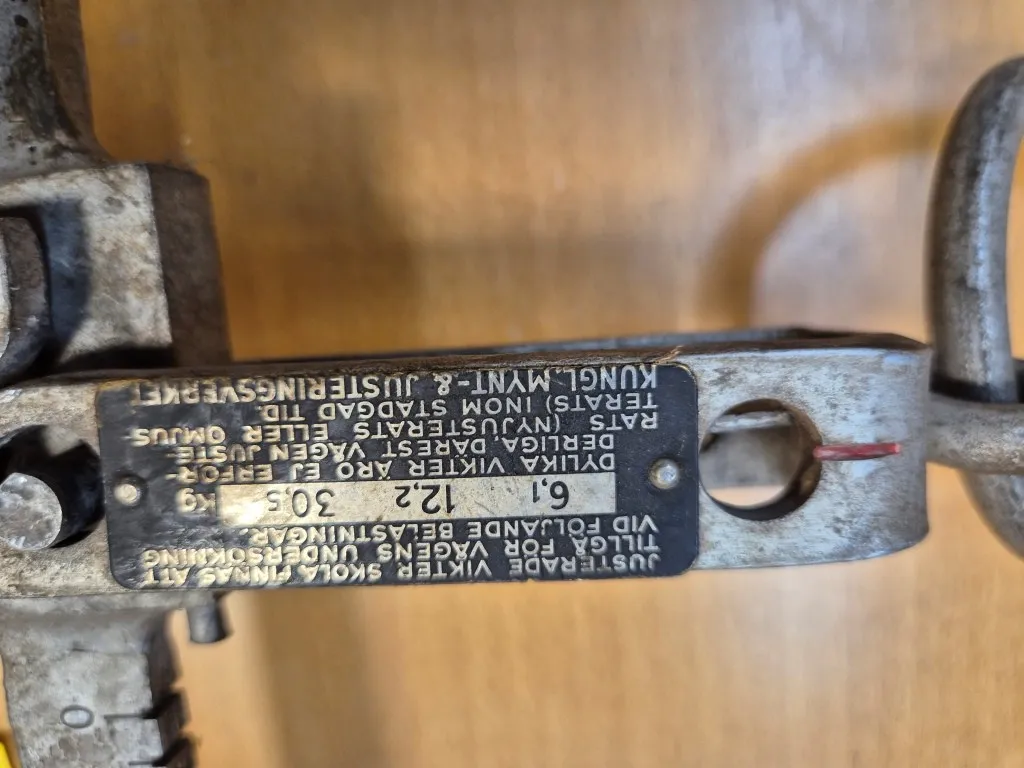 JUSTERADE VIKTER SKOLA FINNAS ATT
TILLGÅ FÖR VÅGENS UNDERSÖKNING
VID FÖLJANDE BELASTNINGAR.
6,1 12,2 30,5 kg
DYLIKA VIKTER ÄRO EJ ERFOR-
DERLIGA, DÄREST VÅGEN JUSTE-
RATS (NYJUSTERATS ELLER OMJUS
TERATS) INOM STADGAD TID.
KUNGL. MYNT- & JUSTERINGSVERKET
0
1